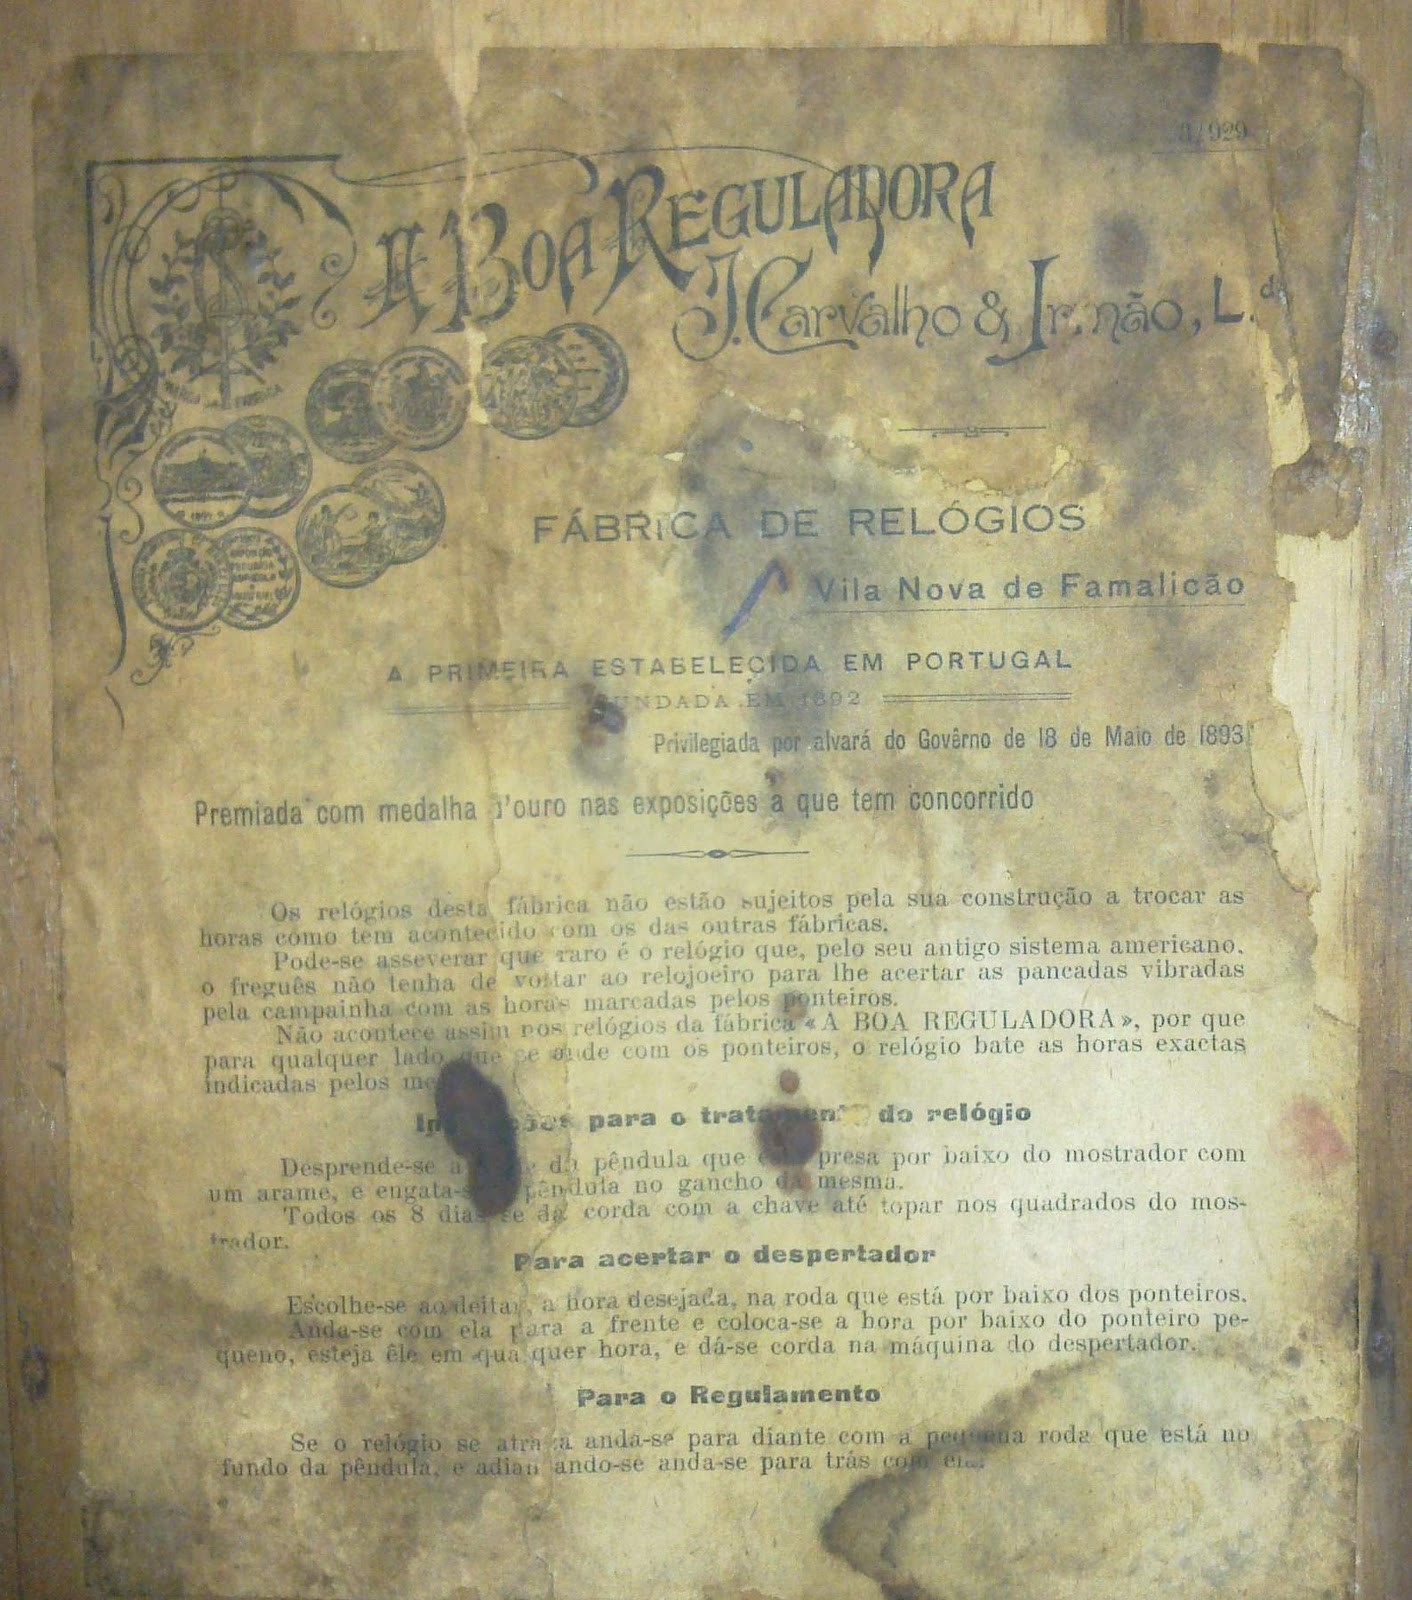 A BOA REGULADORA
J. Carvalho & Irmão, L.da
FÁBRICA DE RELÓGIOS
Vila Nova de Famalicão
A PRIMEIRA ESTABELECIDA EM PORTUGAL
FUNDADA EM 1892
Privilegiada por alvará do Govêrno de 18 de Maio de 1893
Premiada com medalha d'ouro nas exposições a que tem concorrido
Os relógios desta fábrica não estão sujeitos pela sua construção a trocar as
horas como tem acontecido com os das outras fábricas.
Pode-se asseverar que raro é o relógio que, pelo seu antigo sistema americano,
o freguês não tenha de voltar ao relojoeiro para lhe acertar as pancadas vibradas
pela campainha com as horas marcadas pelos ponteiros.
Não acontece assim nos relógios da fábrica «A BOA REGULADORA», por que
para qualquer lado que se ande com os ponteiros, o relógio bate as horas exactas
indicadas pelos
para o tratamento do relógio
Desprende-se a da pêndula que está presa por baixo do mostrador com
um arame, e engata-se pêndula no gancho da mesma.
Todos os 8 dias se dá corda com a chave até topar nos quadrados do mos-
trador.
Para acertar o despertador
Escolhe-se ao deitar, a hora desejada, na roda que está por baixo dos ponteiros.
Anda-se com ela para a frente e coloca-se a hora por baixo do ponteiro pe-
queno, esteja êle em qualquer hora, e dá-se corda na máquina do despertador.
Para o Regulamento
Se o relógio se atraza anda-se para diante com a pequena roda que está no
fundo da pêndula, e adiantando-se anda-se para trás com ela.